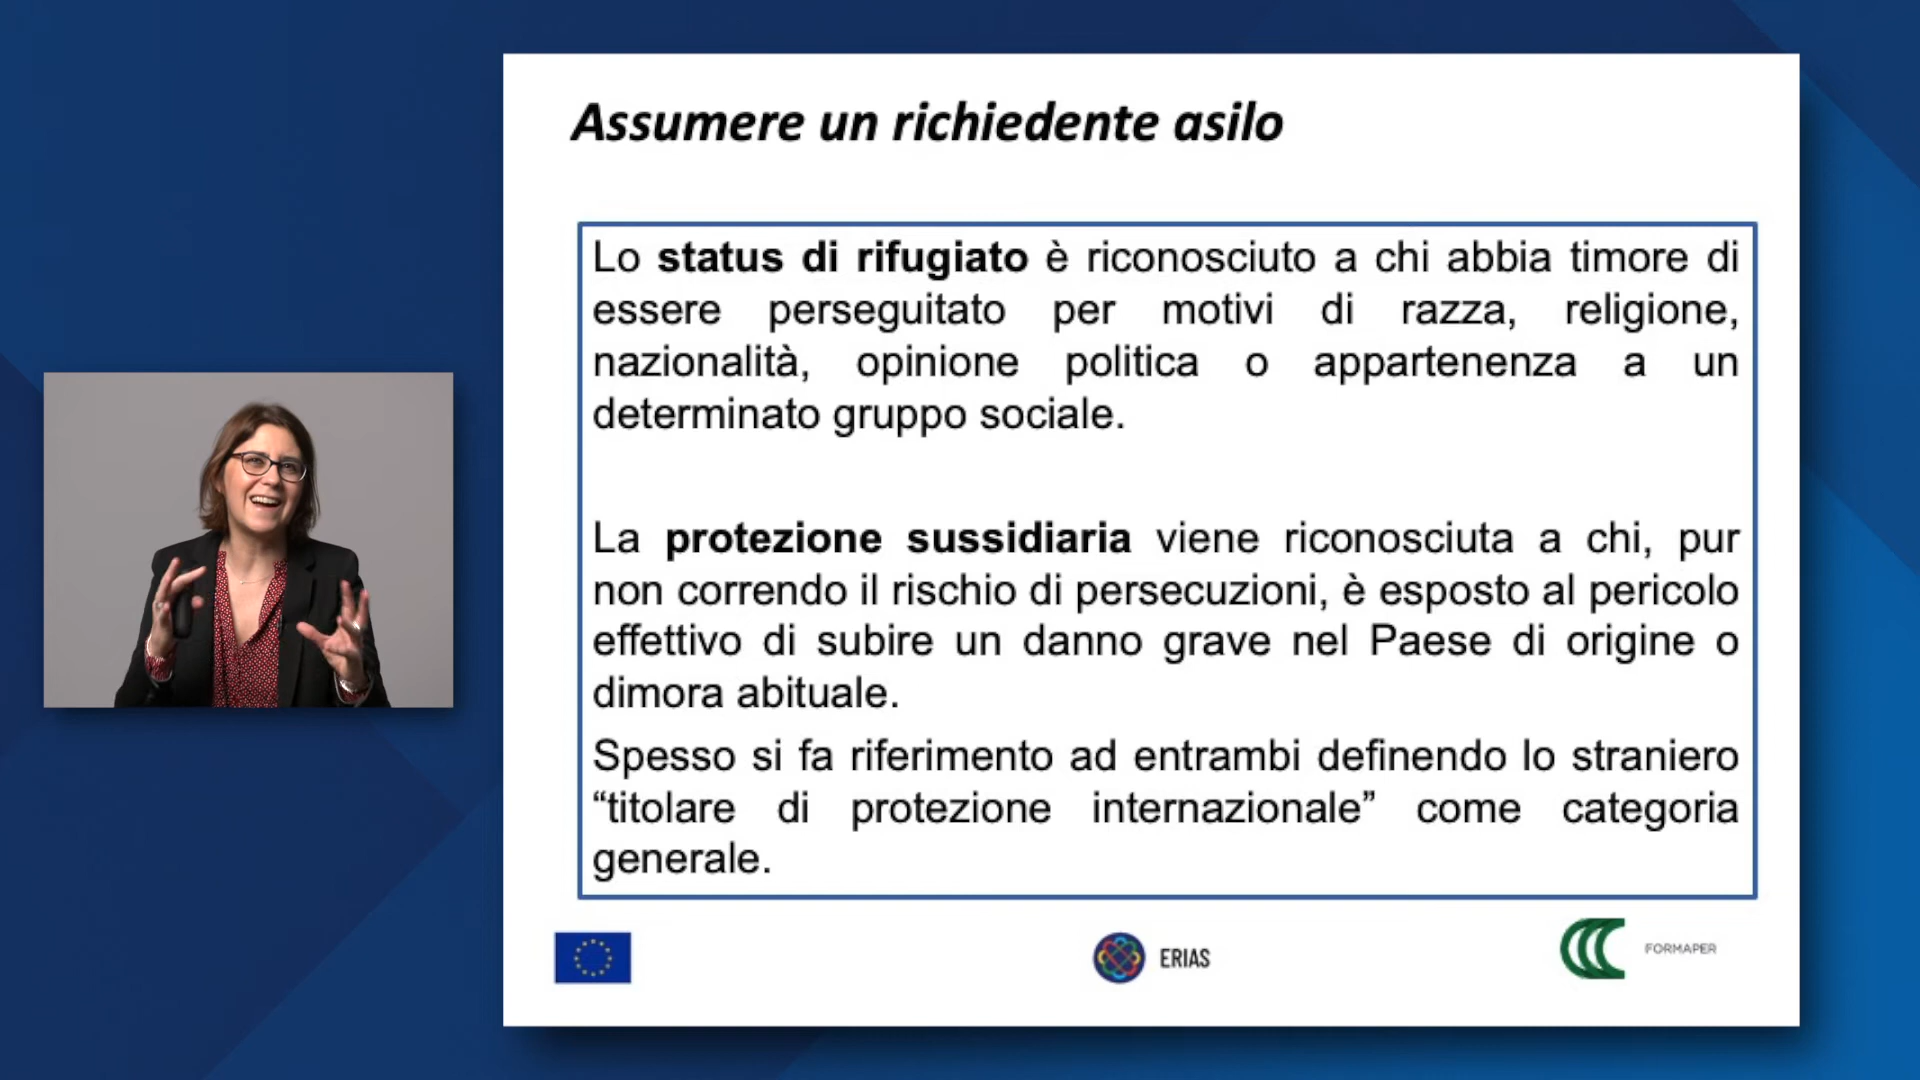 Assumere un richiedente asilo
Lo status di rifugiato è riconosciuto a chi abbia timore di
essere perseguitato per motivi di razza, religione,
nazionalità, opinione politica o appartenenza a un
determinato gruppo sociale.
La protezione sussidiaria viene riconosciuta a chi, pur
non correndo il rischio di persecuzioni, è esposto al pericolo
effettivo di subire un danno grave nel Paese di origine o
dimora abituale.
Spesso si fa riferimento ad entrambi definendo lo straniero
“titolare di protezione internazionale” come categoria
generale.
ERIAS
FORMAPER